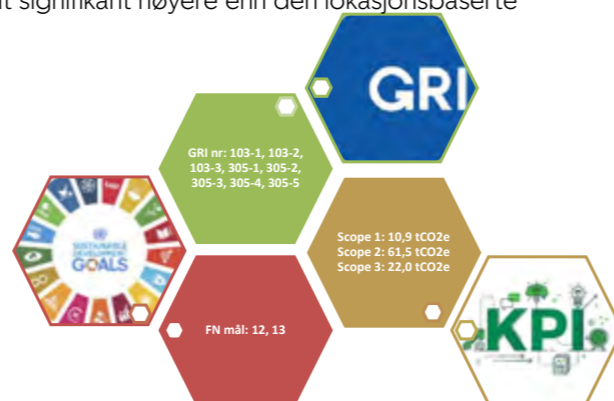 signifikant høyere enn den lokasjonsbaserte
GRI
GRI nr: 103-1, 103-2,
103-3, 305-1, 305-2,
305-3, 305-4, 305-5
Scope 1: 10,9 tCO2e
Scope 2: 61,5 tCO2e
Scope 3: 22,0 tCO2e
SUSTAINABLE
DEVELOPMENT
GOALS
FN mål: 12, 13
KPI